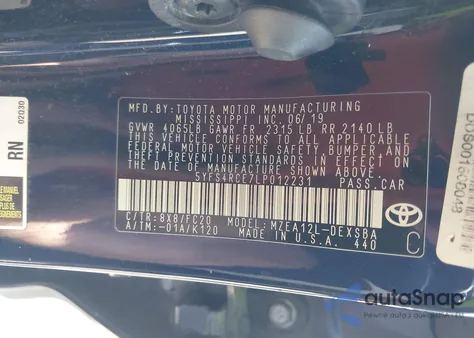 MFD.BY:TOYOTA MOTOR MANUFACTURING
MISSISSIPPI INC. 06/19
GVWR 4065LB GAWR FR 2315 LB RR 2140 LB
THIS VEHICLE CONFORMS TO ALL APPLICABLE
FEDERAL MOTOR VEHICLE SAFETY, BUMPER, AND
THEFT PREVENTION STANDARDS IN EFFECT ON
THE DATE OF MANUFACTURE SHOWN ABOVE.
5YFS4RCE7LP012231 PASS.CAR
C/TR:8X8/FC20 MODEL:MZEA12L-DEXSBA
A/TM:-01A/K120 MADE IN U.S.A. 440
TOYOTA
C
RN
02030
autoSnap